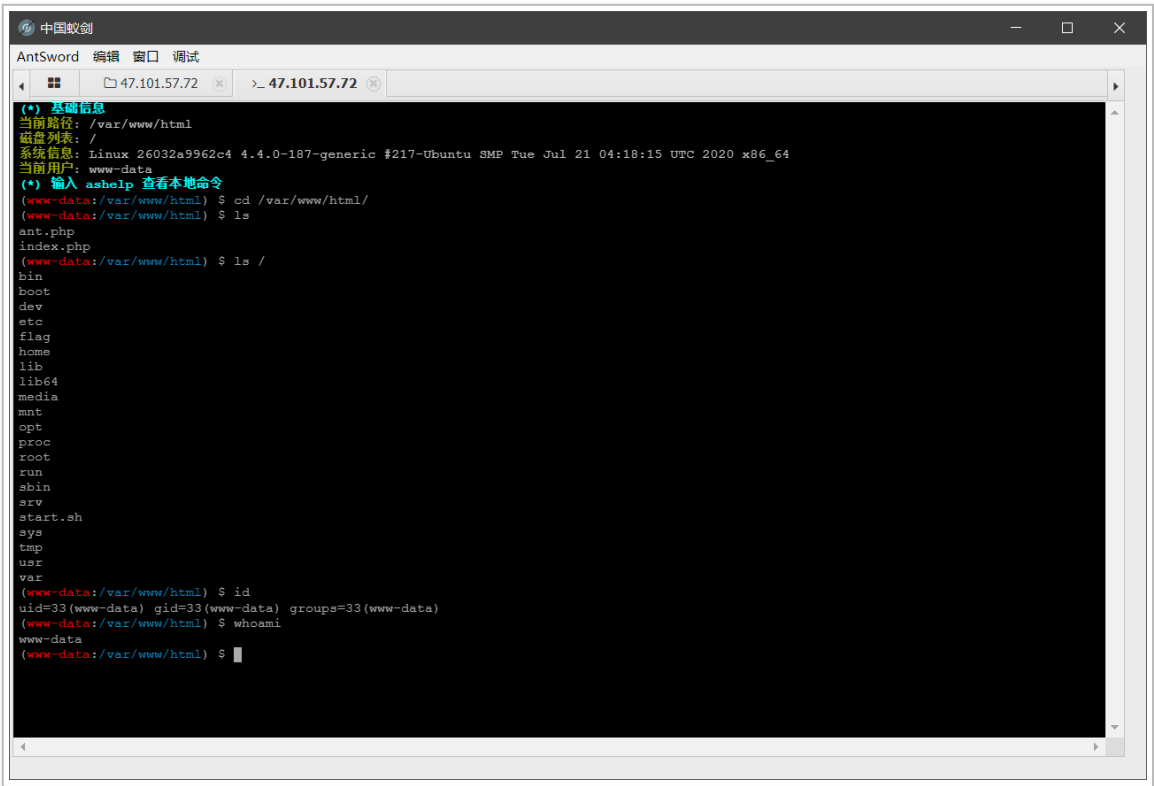 中国蚁剑
AntSword 编辑 窗口 调试
47.101.57.72 >_ 47.101.57.72
(*) 基础信息
当前路径: /var/www/html
磁盘列表: /
系统信息: Linux 26032a9962c4 4.4.0-187-generic #217-Ubuntu SMP Tue Jul 21 04:18:15 UTC 2020 x86_64
当前用户: www-data
(*) 输入 ashelp 查看本地命令
(www-data:/var/www/html) $ cd /var/www/html/
(www-data:/var/www/html) $ ls
ant.php
index.php
(www-data:/var/www/html) $ ls /
bin
boot
dev
etc
flag
home
lib
lib64
media
mnt
opt
proc
root
run
sbin
srv
start.sh
sys
tmp
usr
var
(www-data:/var/www/html) $ id
uid=33(www-data) gid=33(www-data) groups=33(www-data)
(www-data:/var/www/html) $ whoami
www-data
(www-data:/var/www/html) $